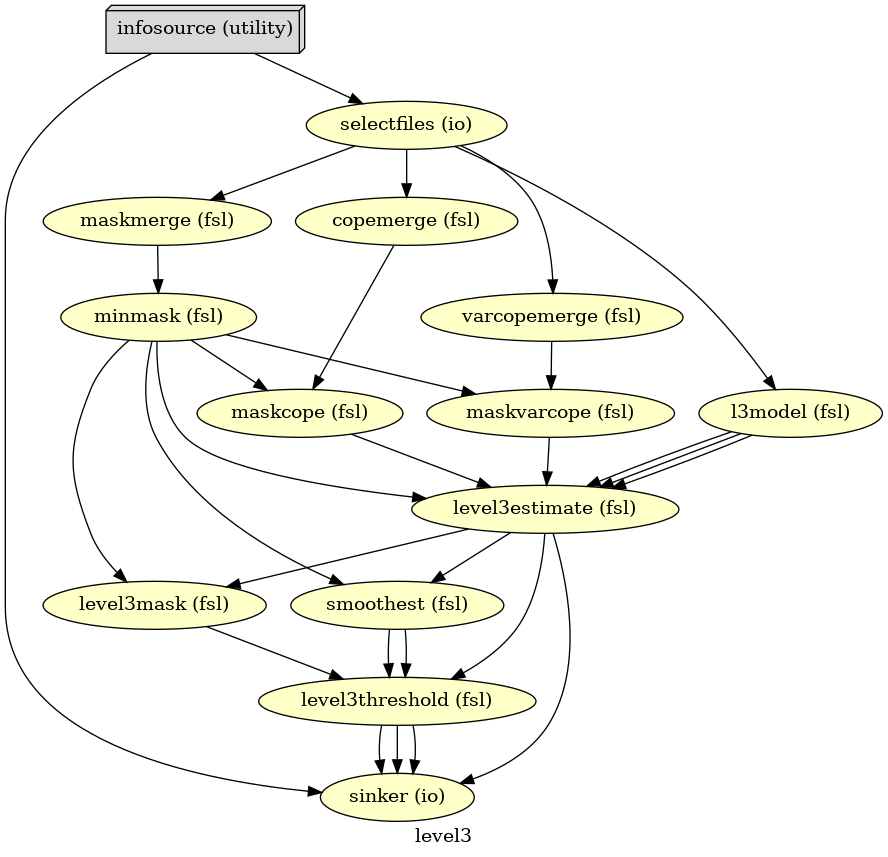 infosource (utility)
selectfiles (io)
maskmerge (fsl)
copemerge (fsl)
minmask (fsl)
varcopemerge (fsl)
maskcope (fsl)
maskvarcope (fsl)
l3model (fsl)
level3estimate (fsl)
level3mask (fsl)
smoothest (fsl)
level3threshold (fsl)
sinker (io)
level3